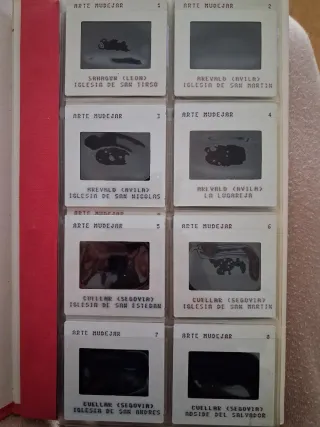 ARTE MUDEJAR 1
SAHAGUN (LEON)
IGLESIA DE SAN TIRSO
ARTE MUDEJAR 2
AREVALO (AVILA)
IGLESIA DE SAN MARTIN
ARTE MUDEJAR 3
AREVALO (AVILA)
IGLESIA DE SAN NICOLAS
ARTE MUDEJAR 4
AREVALO (AVILA)
LA LUGAREJA
ARTE MUDEJAR 5
CUELLAR (SEGOVIA)
IGLESIA DE SAN ESTEBAN
ARTE MUDEJAR 6
CUELLAR (SEGOVIA)
IGLESIA DE SAN MARTIN
ARTE MUDEJAR 7
CUELLAR (SEGOVIA)
IGLESIA DE SAN ANDRES
ARTE MUDEJAR 8
CUELLAR (SEGOVIA)
ABSIDE DEL SALVADOR